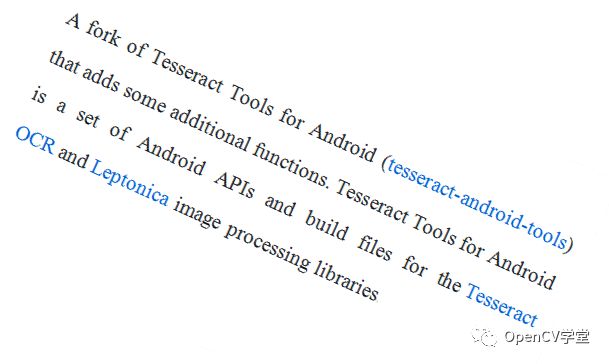 A fork of Tesseract Tools for Android (tesseract-android-tools)
that adds some additional functions. Tesseract Tools for Android
is a set of Android APIs and build files for the Tesseract
OCR and Leptonica image processing libraries
OpenCV学堂